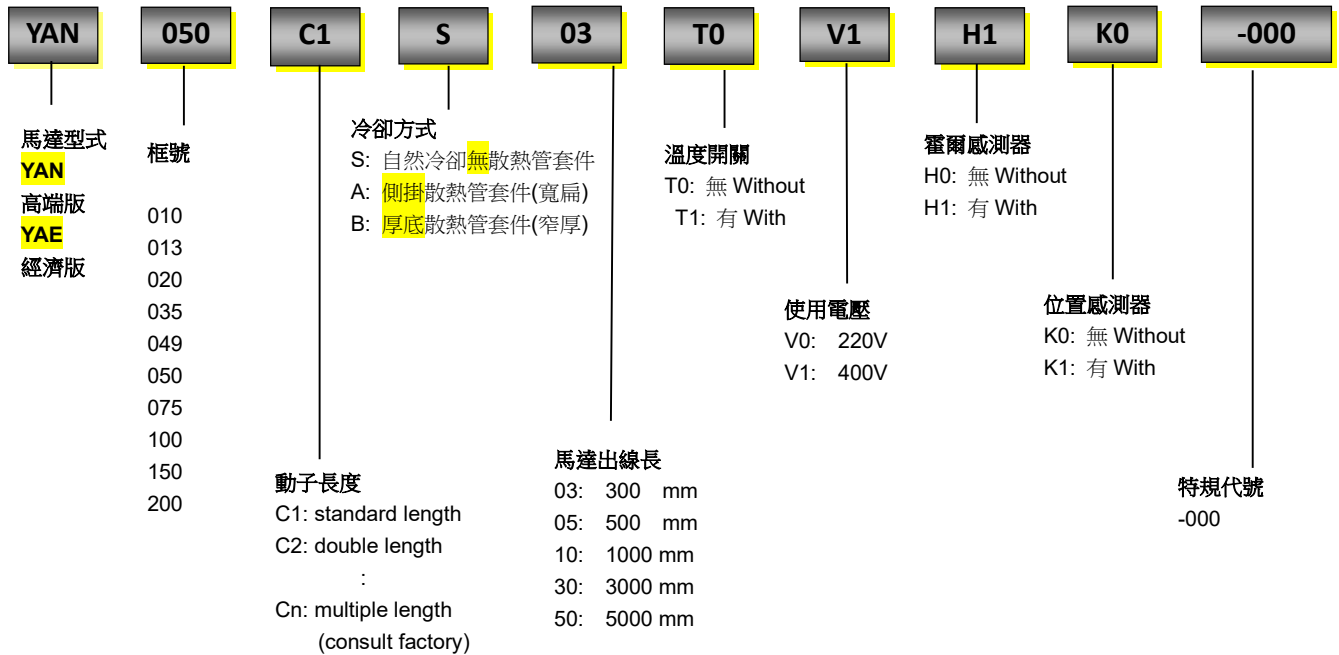 YAN 050 C1 S 03 T0 V1 H1 K0 -000
馬達型式
YAN
高端版
YAE
經濟版
框號
010
013
020
035
049
050
075
100
150
200
動子長度
C1: standard length
C2: double length
:
Cn: multiple length
(consult factory)
冷卻方式
S: 自然冷卻無散熱管套件
A: 側掛散熱管套件(寬扁)
B: 厚底散熱管套件(窄厚)
馬達出線長
03: 300 mm
05: 500 mm
10: 1000 mm
30: 3000 mm
50: 5000 mm
溫度開關
T0: 無 Without
T1: 有 With
使用電壓
V0: 220V
V1: 400V
霍爾感測器
H0: 無 Without
H1: 有 With
位置感測器
K0: 無 Without
K1: 有 With
特規代號
-000